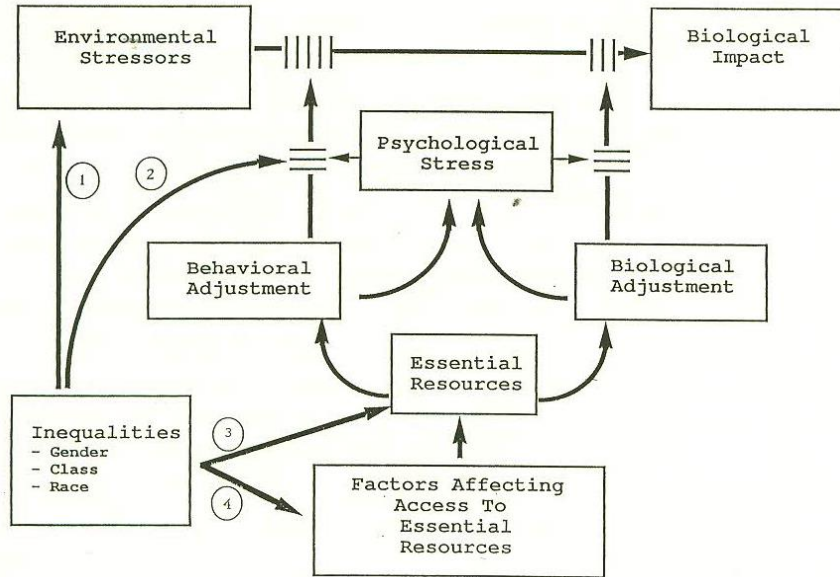 Environmental
Stressors
Biological
Impact
Psychological
Stress
1
2
Behavioral
Adjustment
Biological
Adjustment
Essential
Resources
Inequalities
- Gender
- Class
- Race
3
4
Factors Affecting
Access To
Essential
Resources